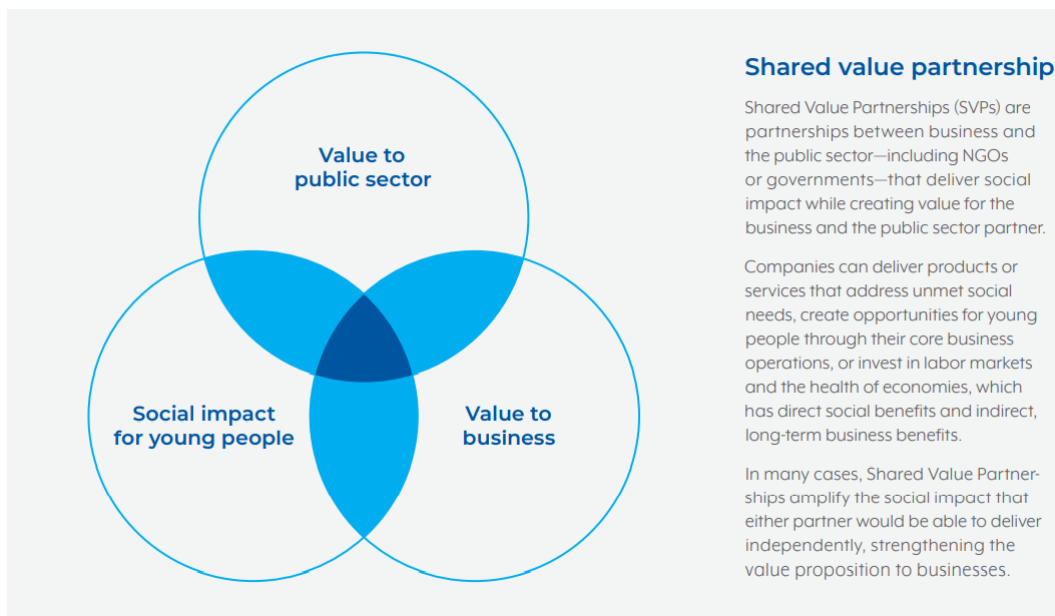 Value to
public sector
Social impact
for young people
Value to
business
Shared value partnership
Shared Value Partnerships (SVPs) are
partnerships between business and
the public sector—including NGOs
or governments—that deliver social
impact while creating value for the
business and the public sector partner.
Companies can deliver products or
services that address unmet social
needs, create opportunities for young
people through their core business
operations, or invest in labor markets
and the health of economies, which
has direct social benefits and indirect,
long-term business benefits.
In many cases, Shared Value Partner-
ships amplify the social impact that
either partner would be able to deliver
independently, strengthening the
value proposition to businesses.